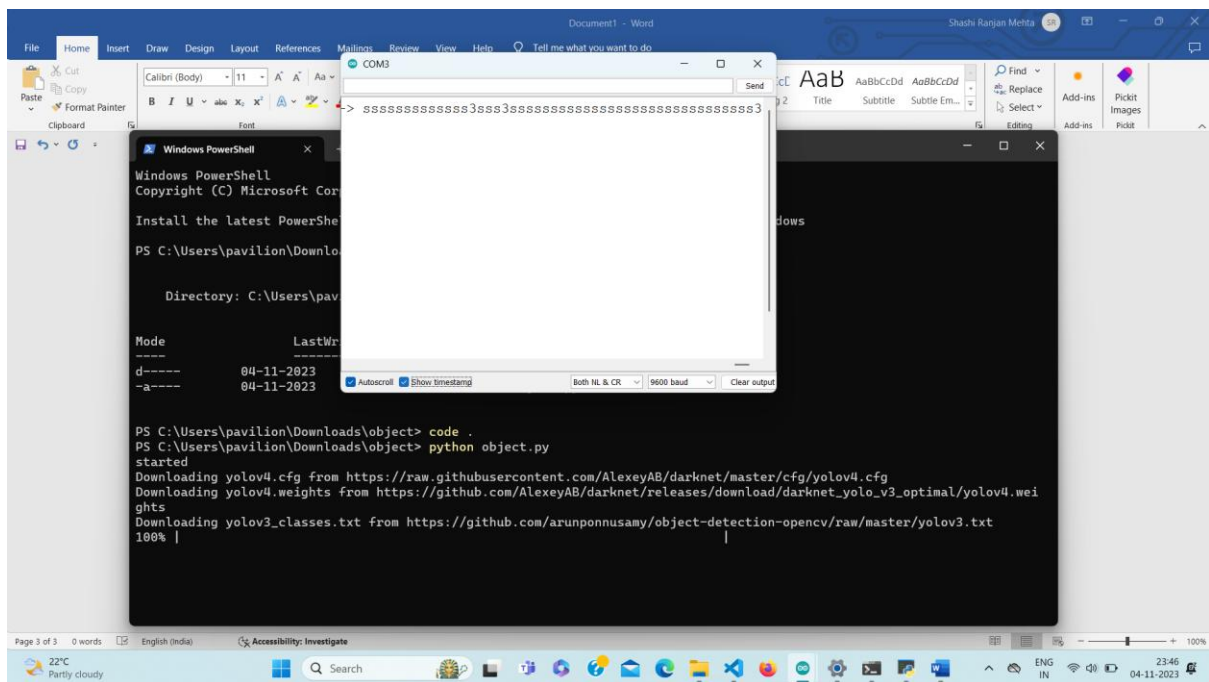 Document1 - Word
Shashi Ranjan Mehta
SR
File Home Insert Draw Design Layout References Mailings Review View Help Tell me what you want to do
Cut
Copy
Format Painter
Paste
Clipboard
Calibri (Body) 11
Font
Title
Subtitle
Subtle Em...
Find
Replace
Select
Editing
Add-ins
Add-ins
Pickit Images
Pickit
COM3
Send
-> sssssssssssss3sss3sssssssssssssssssssssssssssss3
Autoscroll Show timestamp Both NL & CR 9600 baud Clear output
Windows PowerShell
Windows PowerShell
Copyright (C) Microsoft Cor
Install the latest PowerShe
dows
PS C:\Users\pavilion\Downlo
Directory: C:\Users\pav
Mode LastWr
---- ------
d----- 04-11-2023
-a---- 04-11-2023
PS C:\Users\pavilion\Downloads\object> code .
PS C:\Users\pavilion\Downloads\object> python object.py
started
Downloading yolov4.cfg from https://raw.githubusercontent.com/AlexeyAB/darknet/master/cfg/yolov4.cfg
Downloading yolov4.weights from https://github.com/AlexeyAB/darknet/releases/download/darknet_yolo_v3_optimal/yolov4.wei
ghts
Downloading yolov3_classes.txt from https://github.com/arunponnusamy/object-detection-opencv/raw/master/yolov3.txt
100% | |
Page 3 of 3 0 words English (India) Accessibility: Investigate 100%
22°C
Partly cloudy
Search
ENG
IN
23:46
04-11-2023